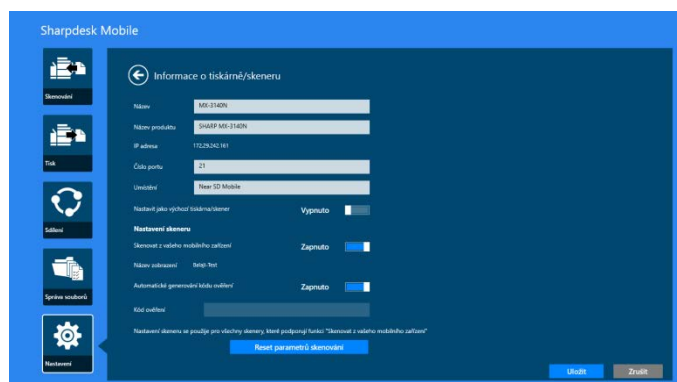 Sharpdesk Mobile
Skenování
Tisk
Sdílení
Správa souborů
Nastavení
Informace o tiskárně/skeneru
Název MX-3140N
Název produktu SHARP MX-3140N
IP adresa 172.29.242.161
Číslo portu 21
Umístění Near SD Mobile
Nastavit jako výchozí tiskárna/skener Vypnuto
Nastavení skeneru
Skenovat z vašeho mobilního zařízení Zapnuto
Název zobrazení Balaji-Test
Automatické generování kódu ověření Zapnuto
Kód ověření
Nastavení skeneru se použije pro všechny skenery, které podporují funkci "Skenovat z vašeho mobilního zařízení"
Reset parametrů skenování
Uložit Zrušit